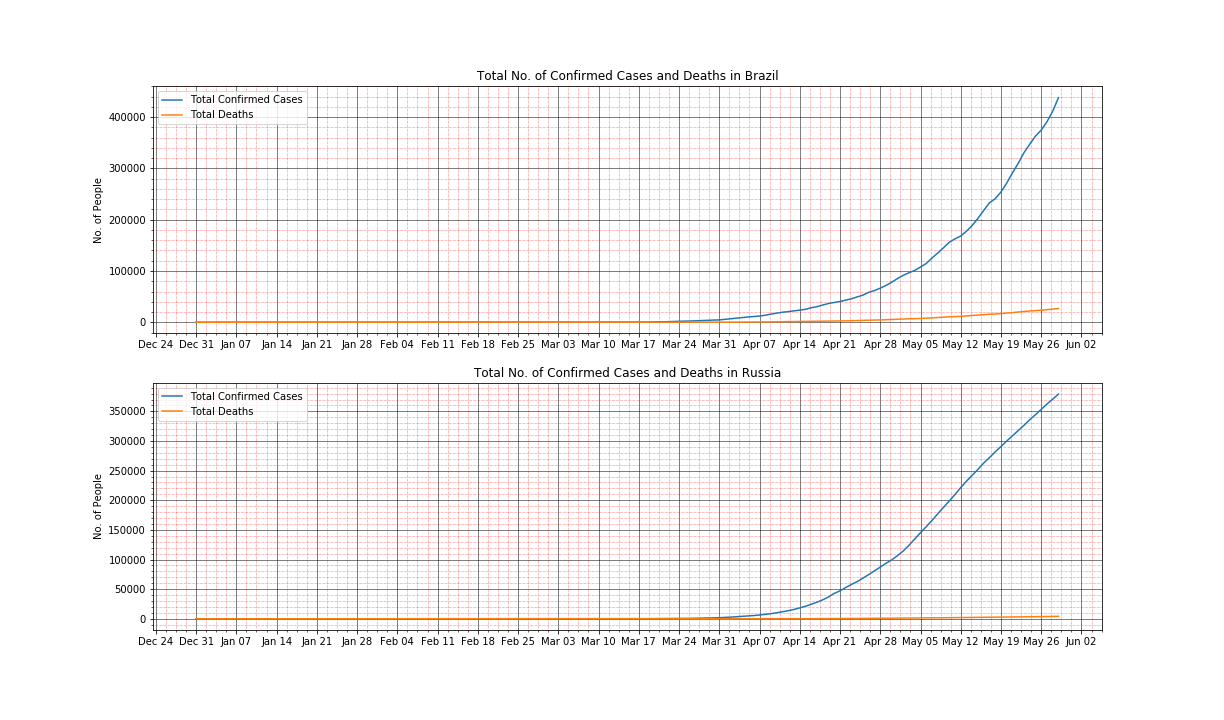 Total No. of Confirmed Cases and Deaths in Brazil
Total Confirmed Cases
Total Deaths
No. of People
400000
300000
200000
100000
0
Dec 24 Dec 31 Jan 07 Jan 14 Jan 21 Jan 28 Feb 04 Feb 11 Feb 18 Feb 25 Mar 03 Mar 10 Mar 17 Mar 24 Mar 31 Apr 07 Apr 14 Apr 21 Apr 28 May 05 May 12 May 19 May 26 Jun 02
Total No. of Confirmed Cases and Deaths in Russia
Total Confirmed Cases
Total Deaths
No. of People
350000
300000
250000
200000
150000
100000
50000
0
Dec 24 Dec 31 Jan 07 Jan 14 Jan 21 Jan 28 Feb 04 Feb 11 Feb 18 Feb 25 Mar 03 Mar 10 Mar 17 Mar 24 Mar 31 Apr 07 Apr 14 Apr 21 Apr 28 May 05 May 12 May 19 May 26 Jun 02